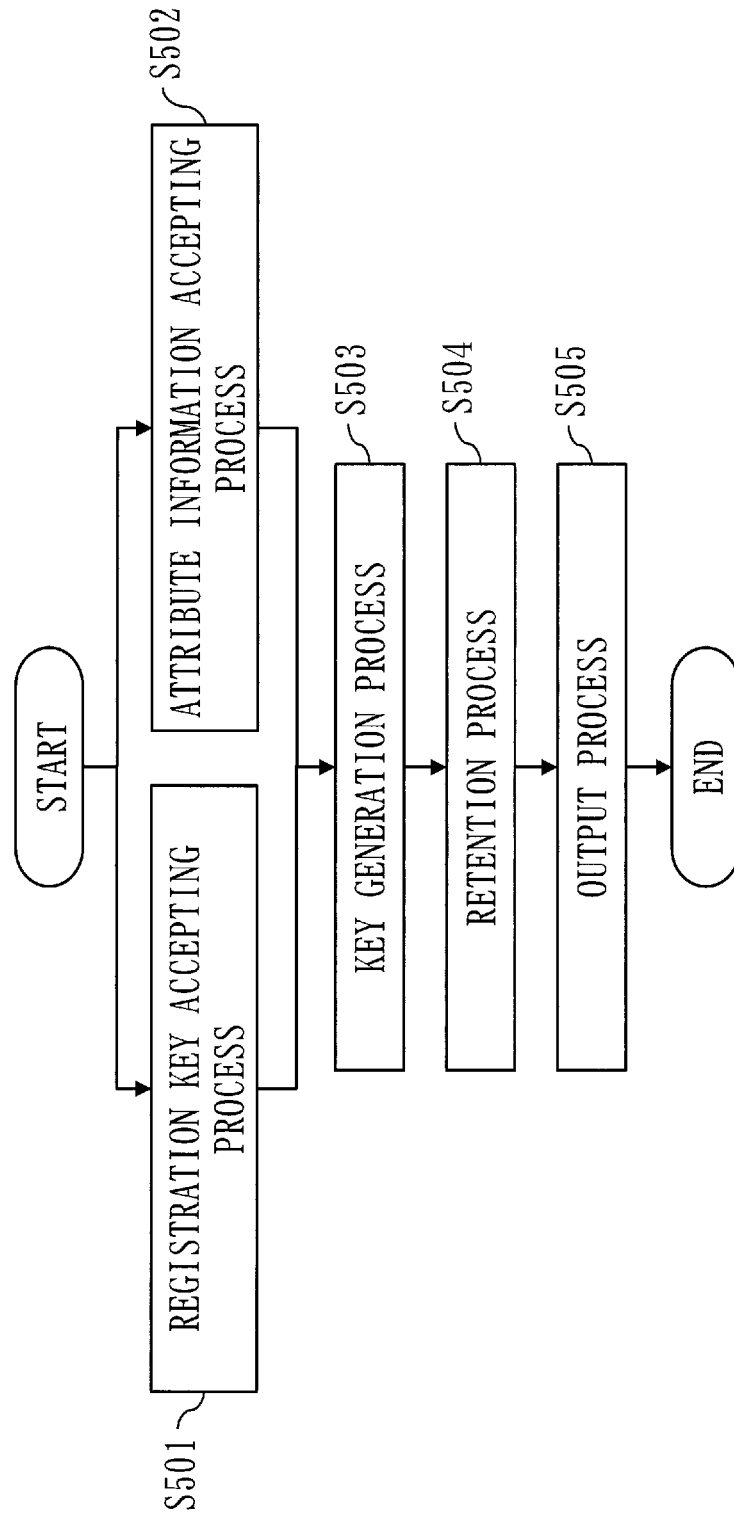 START
S501
REGISTRATION KEY ACCEPTING
PROCESS
ATTRIBUTE INFORMATION ACCEPTING
PROCESS
S502
KEY GENERATION PROCESS
S503
RETENTION PROCESS
S504
OUTPUT PROCESS
S505
END